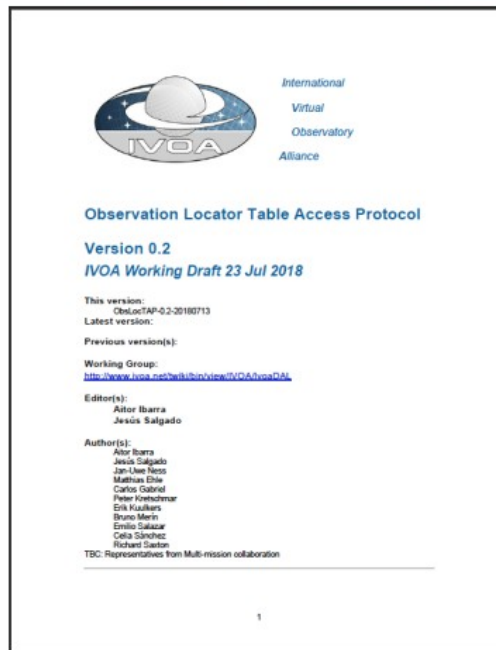 IVOA
International
Virtual
Observatory
Alliance
Observation Locator Table Access Protocol
Version 0.2
IVOA Working Draft 23 Jul 2018
This version:
ObsLocTAP-0.2-20180713
Latest version:
Previous version(s):
Working Group:
http://www.ivoa.net/twiki/bin/view/IVOA/IvoaDAL
Editor(s):
Aitor Ibarra
Jesús Salgado
Author(s):
Aitor Ibarra
Jesús Salgado
Jan-Uwe Ness
Matthias Ehle
Carlos Gabriel
Peter Kretschmar
Erik Kuulkers
Bruno Merín
Emilio Salazar
Celia Sánchez
Richard Saxton
TBC: Representatives from Multi-mission collaboration
1